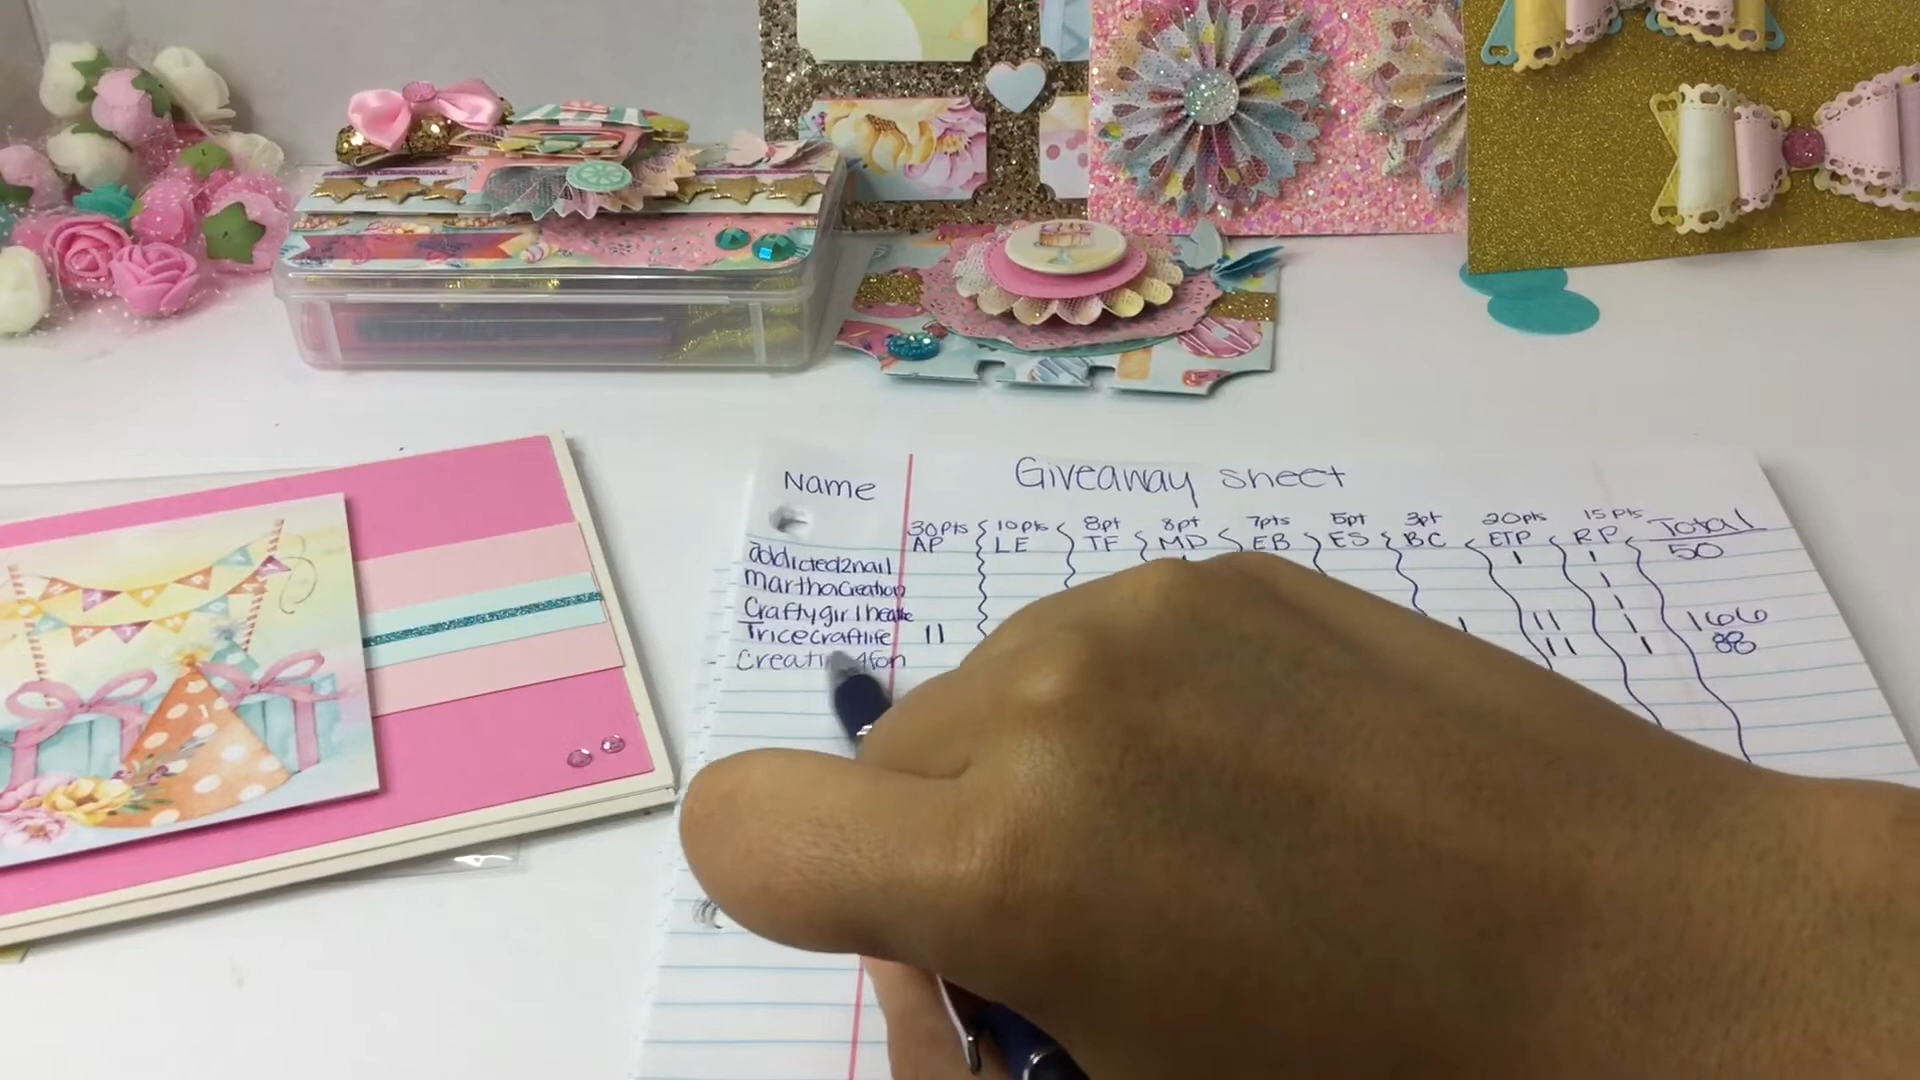 Name
Giveaway Sheet
30pts 10pts 8pt 8pt 7pts 5pt 3pt 20pts 15pts Total
AP LE TF MD EB ES BC ETP RP
addicted2nail 50
marthaCreation
Craftygirl 166
Tricecraftlife 88